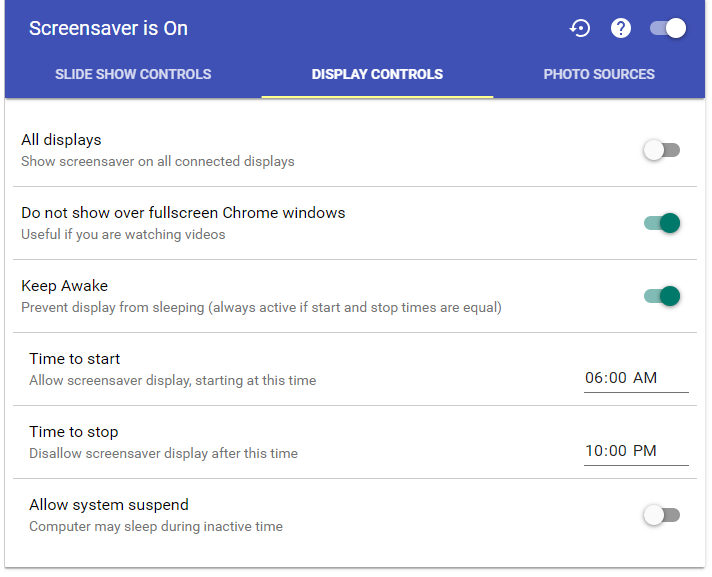 Screensaver is On
SLIDE SHOW CONTROLS
DISPLAY CONTROLS
PHOTO SOURCES
All displays
Show screensaver on all connected displays
Do not show over fullscreen Chrome windows
Useful if you are watching videos
Keep Awake
Prevent display from sleeping (always active if start and stop times are equal)
Time to start
Allow screensaver display, starting at this time
06:00 AM
Time to stop
Disallow screensaver display after this time
10:00 PM
Allow system suspend
Computer may sleep during inactive time